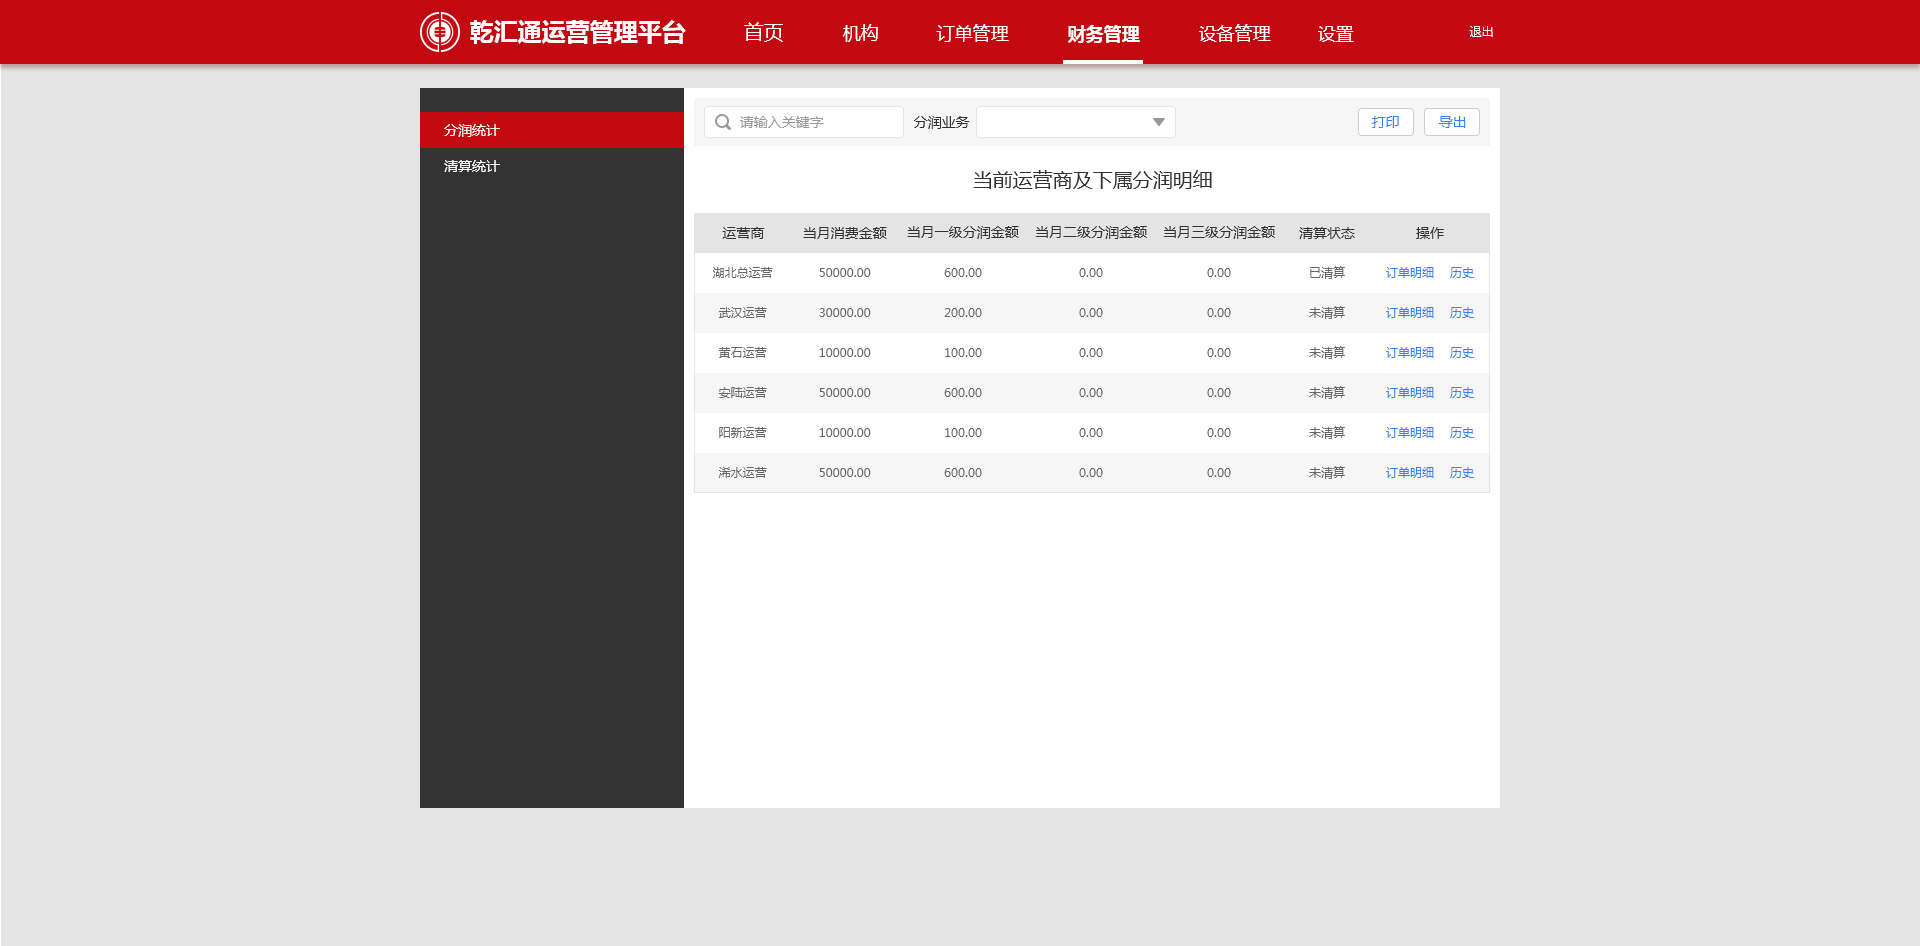 乾汇通运营管理平台 首页 机构 订单管理 财务管理 设备管理 设置 退出
分润统计
清算统计
请输入关键字 分润业务 打印 导出
当前运营商及下属分润明细
运营商 当月消费金额 当月一级分润金额 当月二级分润金额 当月三级分润金额 清算状态 操作
湖北总运营 50000.00 600.00 0.00 0.00 已清算 订单明细 历史
武汉运营 30000.00 200.00 0.00 0.00 未清算 订单明细 历史
黄石运营 10000.00 100.00 0.00 0.00 未清算 订单明细 历史
安陆运营 50000.00 600.00 0.00 0.00 未清算 订单明细 历史
阳新运营 10000.00 100.00 0.00 0.00 未清算 订单明细 历史
浠水运营 50000.00 600.00 0.00 0.00 未清算 订单明细 历史